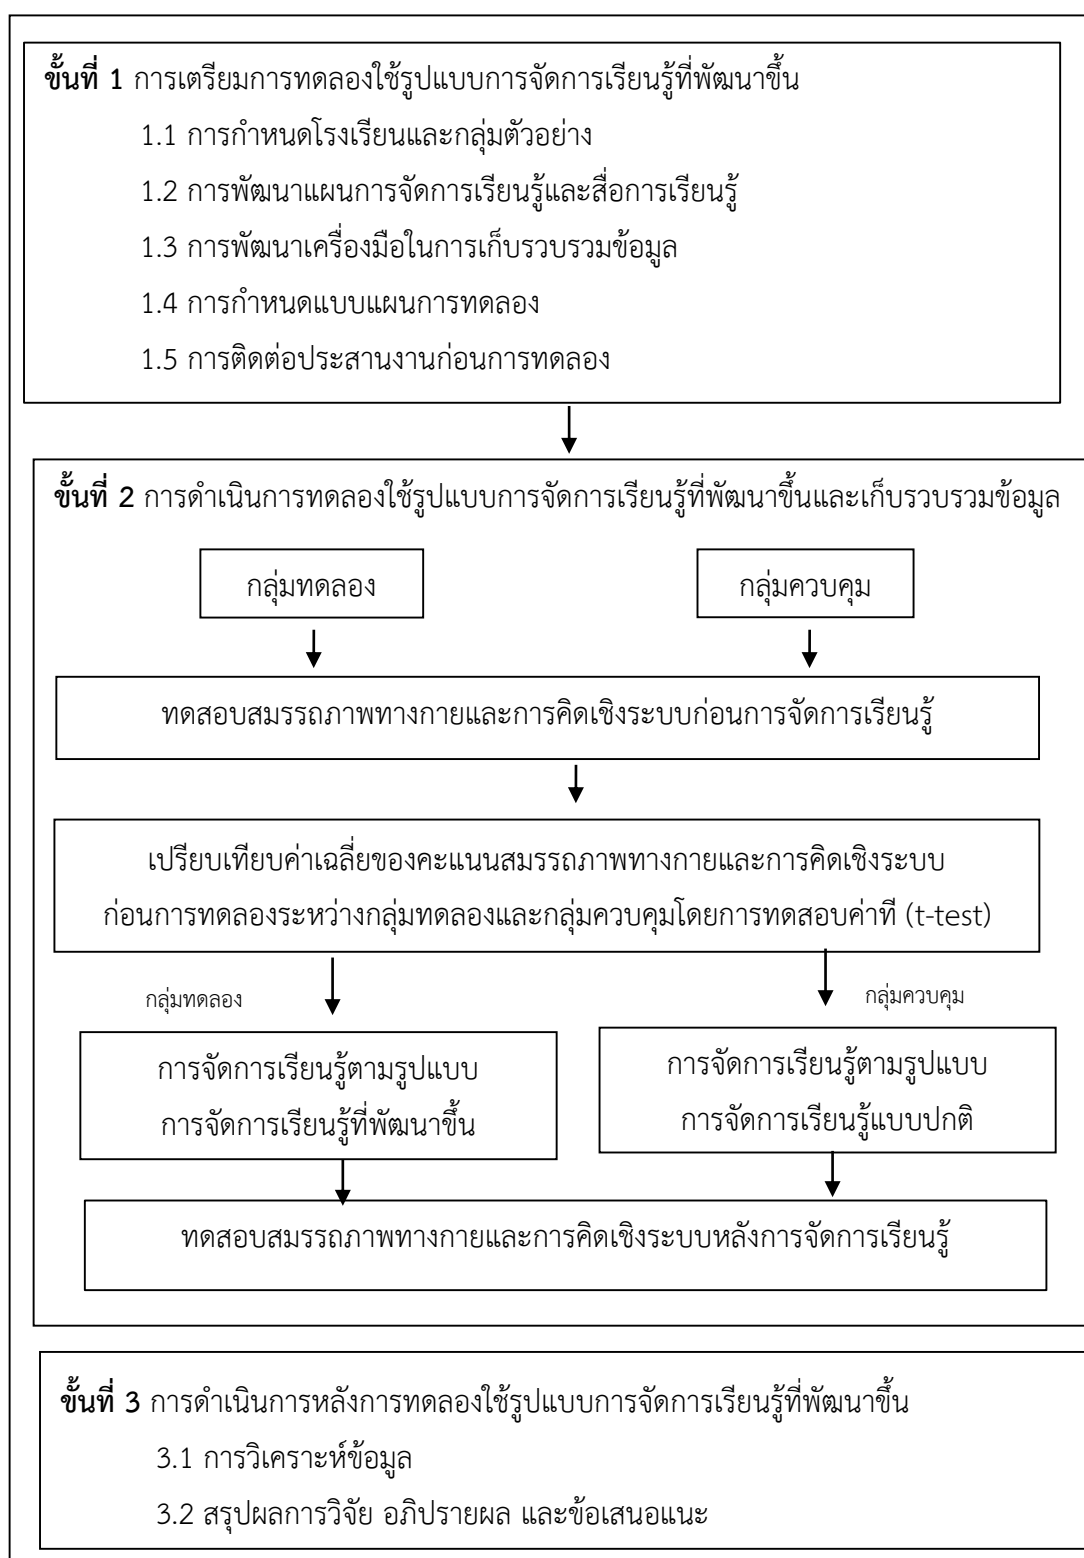 ขั้นที่ 1 การเตรียมการทดลองใช้รูปแบบการจัดการเรียนรู้ที่พัฒนาขึ้น
1.1 การกำหนดโรงเรียนและกลุ่มตัวอย่าง
1.2 การพัฒนาแผนการจัดการเรียนรู้และสื่อการเรียนรู้
1.3 การพัฒนาเครื่องมือในการเก็บรวบรวมข้อมูล
1.4 การกำหนดแบบแผนการทดลอง
1.5 การติดต่อประสานงานก่อนการทดลอง
ขั้นที่ 2 การดำเนินการทดลองใช้รูปแบบการจัดการเรียนรู้ที่พัฒนาขึ้นและเก็บรวบรวมข้อมูล
กลุ่มทดลอง
กลุ่มควบคุม
ทดสอบสมรรถภาพทางกายและการคิดเชิงระบบก่อนการจัดการเรียนรู้
เปรียบเทียบค่าเฉลี่ยของคะแนนสมรรถภาพทางกายและการคิดเชิงระบบ
ก่อนการทดลองระหว่างกลุ่มทดลองและกลุ่มควบคุมโดยการทดสอบค่าที (t-test)
กลุ่มทดลอง
กลุ่มควบคุม
การจัดการเรียนรู้ตามรูปแบบ
การจัดการเรียนรู้ที่พัฒนาขึ้น
การจัดการเรียนรู้ตามรูปแบบ
การจัดการเรียนรู้แบบปกติ
ทดสอบสมรรถภาพทางกายและการคิดเชิงระบบหลังการจัดการเรียนรู้
ขั้นที่ 3 การดำเนินการหลังการทดลองใช้รูปแบบการจัดการเรียนรู้ที่พัฒนาขึ้น
3.1 การวิเคราะห์ข้อมูล
3.2 สรุปผลการวิจัย อภิปรายผล และข้อเสนอแนะ